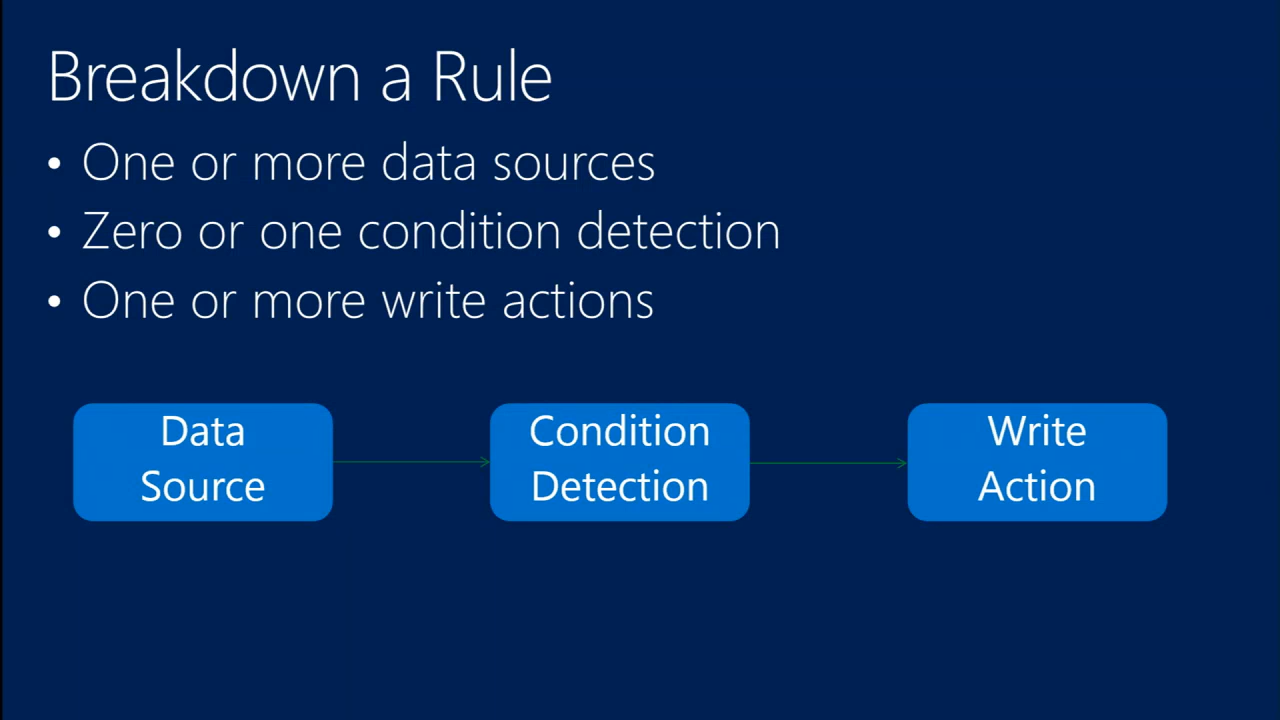 Breakdown a Rule
• One or more data sources
• Zero or one condition detection
• One or more write actions
Data
Source
Condition
Detection
Write
Action